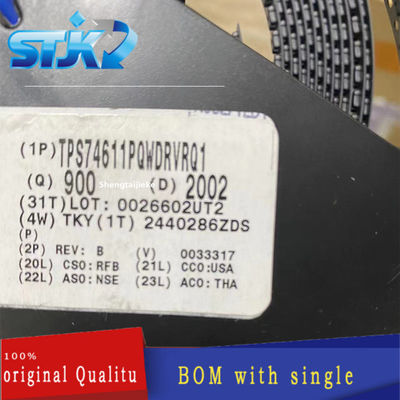 STJK
(1P) TPS74611PQWDRVRQ1
Shengtaijieke
(Q) 900 (D) 2002
(31T)LOT: 0026602UT2
(4W) TKY(1T) 2440286ZDS
(P)
(2P) REV: B (V) 0033317
(20L) CSO:RFB (21L) CCO:USA
(22L) ASO:NSE (23L) ACO:THA
100%
original Qualitu
BOM with single